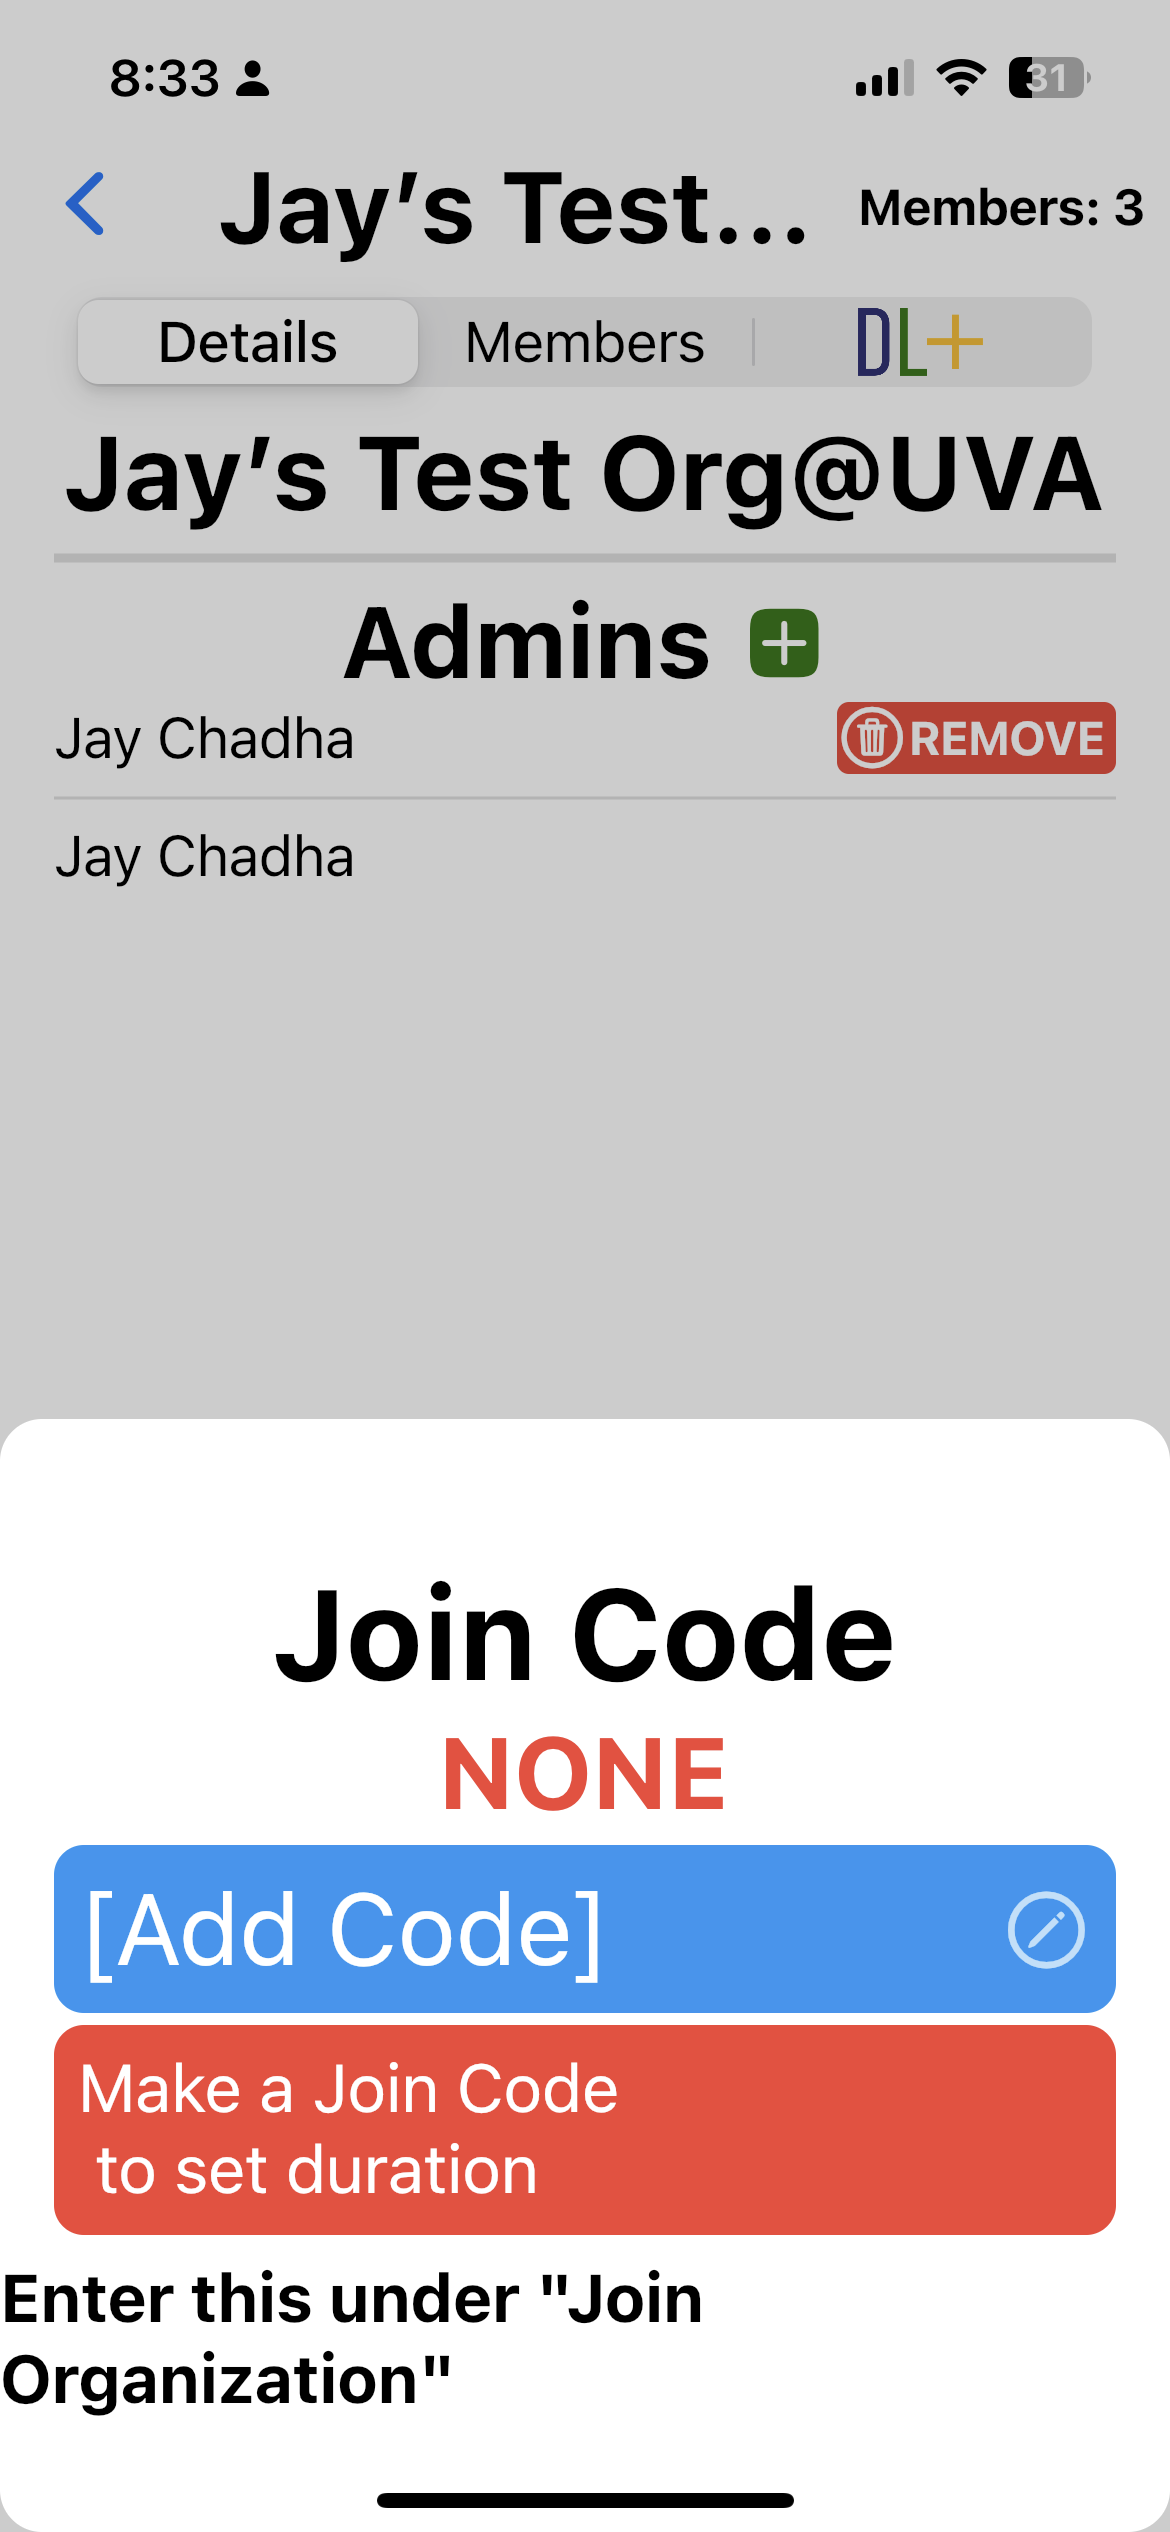 8:33
31
Jay’s Test...
Members: 3
Details
Members
DL+
Jay’s Test Org@UVA
Admins
Jay Chadha
REMOVE
Jay Chadha
Join Code
NONE
[Add Code]
Make a Join Code
to set duration
Enter this under "Join
Organization"